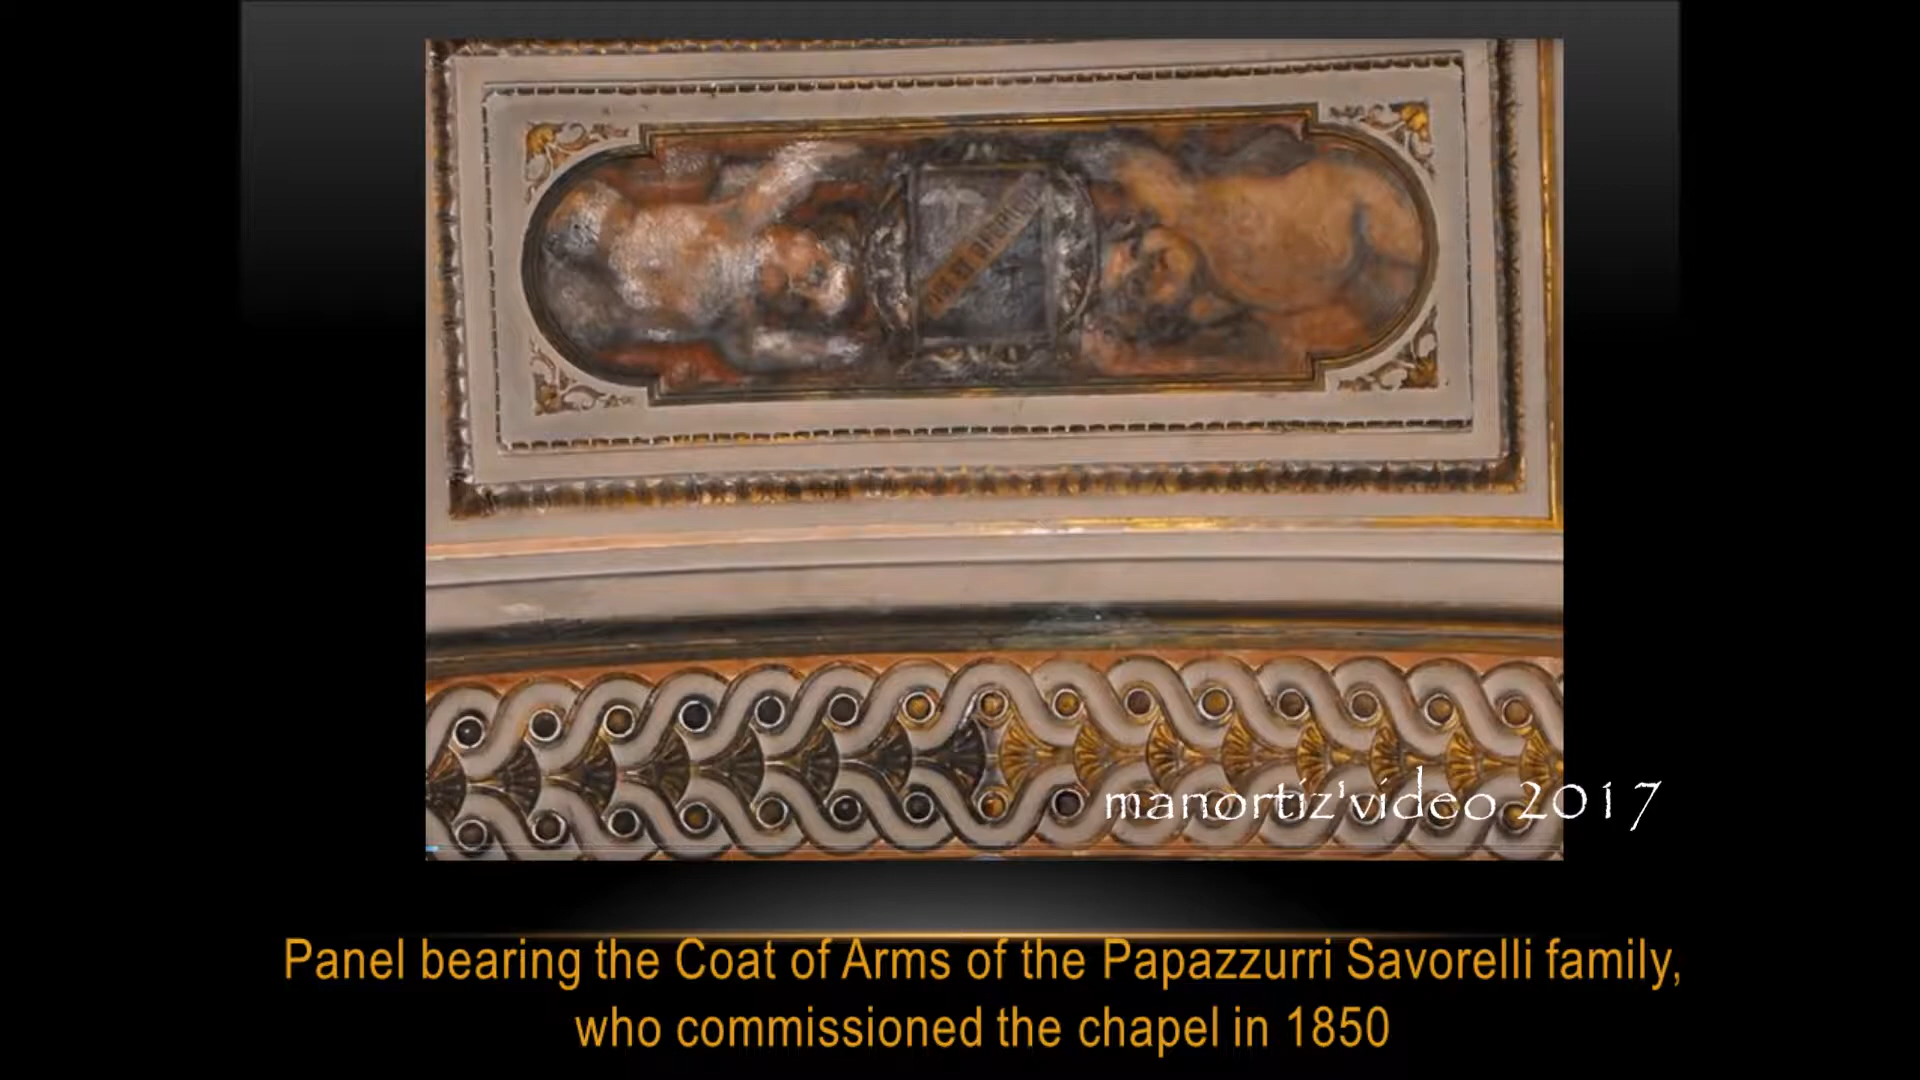 manortiz'video 2017
Panel bearing the Coat of Arms of the Papazzurri Savorelli family,
who commissioned the chapel in 1850